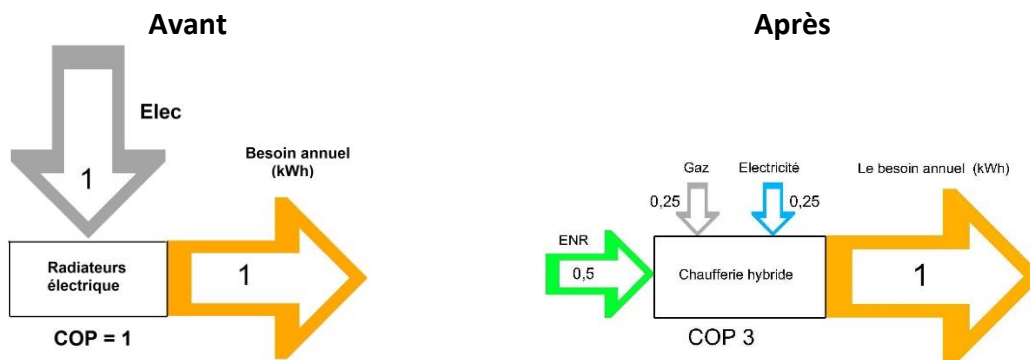 Avant
Elec
1
Besoin annuel
(kWh)
Radiateurs
électrique
1
COP = 1
Après
Gaz
Electricité
Le besoin annuel (kWh)
0,25
0,25
ENR
0,5
Chaufferie hybride
1
COP 3